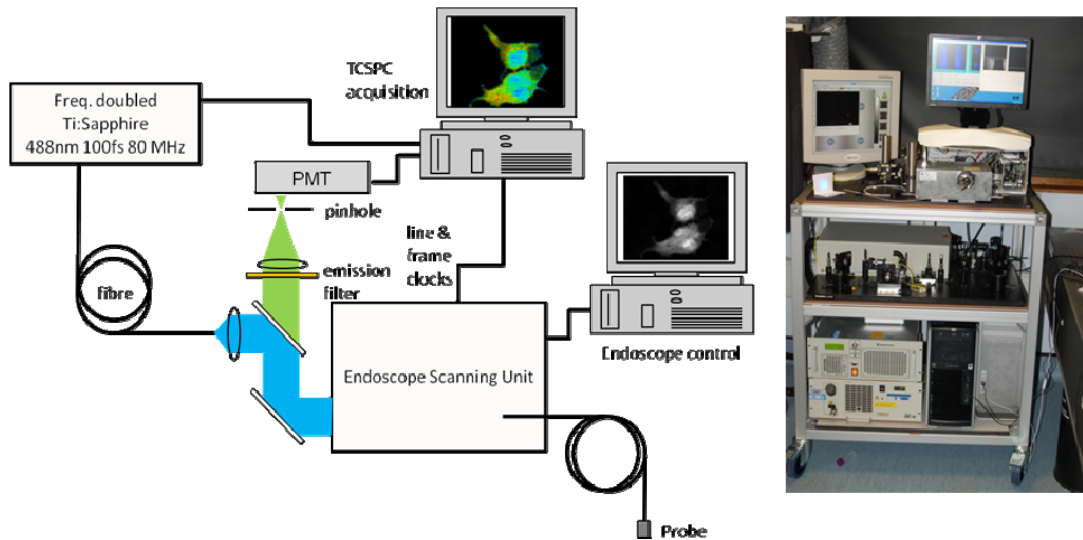 Freq. doubled
Ti:Sapphire
488nm 100fs 80 MHz
TCSPC
acquisition
PMT
pinhole
emission
filter
fibre
line &
frame
clocks
Endoscope Scanning Unit
Endoscope control
Probe